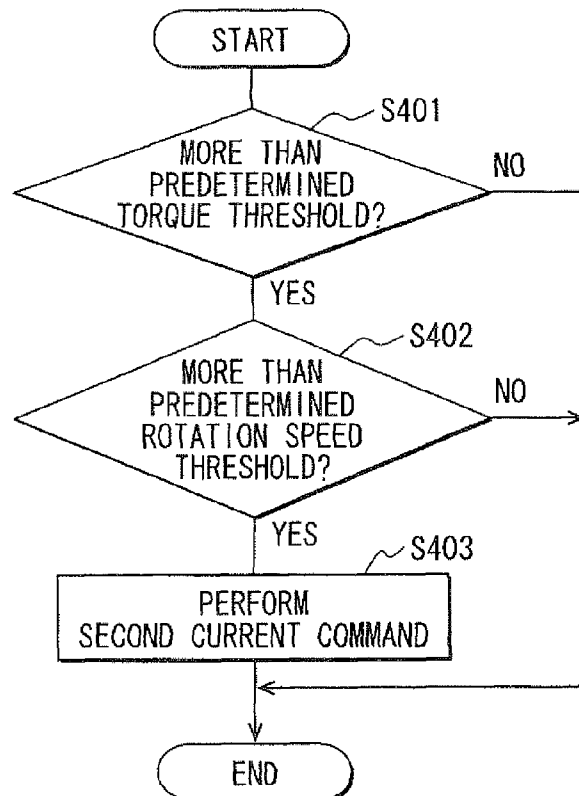 START
S401
MORE THAN
PREDETERMINED
TORQUE THRESHOLD?
NO
YES
S402
MORE THAN
PREDETERMINED
ROTATION SPEED
THRESHOLD?
NO
YES
S403
PERFORM
SECOND CURRENT COMMAND
END